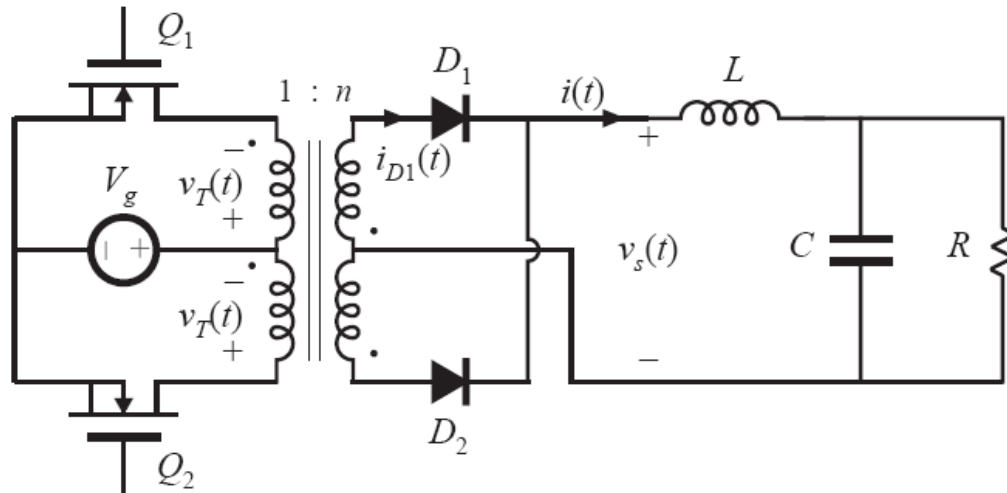 Q1
1 : n
D1
i(t)
L
+
− 
iD1(t)
vT(t)
+
Vg
− +
vs(t)
C
R
−
vT(t)
+
−
D2
Q2